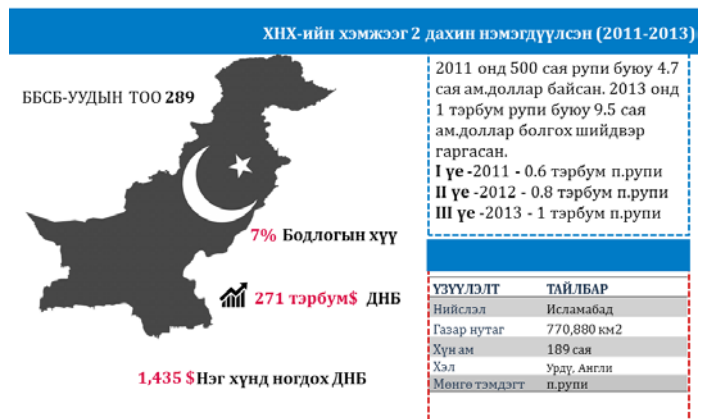 ХНХ-ийн хэмжээг 2 дахин нэмэгдүүлсэн (2011-2013)
ББСБ-УУДЫН ТОО 289
7% Бодлогын хүү
271 тэрбум$ ДНБ
1,435 $Нэг хүнд ногдох ДНБ
2011 онд 500 сая рупи буюу 4.7
сая ам.доллар байсан. 2013 онд
1 тэрбум рупи буюу 9.5 сая
ам.доллар болгох шийдвэр
гаргасан.
I үе -2011 - 0.6 тэрбум п.рупи
II үе -2012 - 0.8 тэрбум п.рупи
III үе -2013 - 1 тэрбум п.рупи
ҮЗҮҮЛЭЛТ ТАЙЛБАР
Нийслэл Исламабад
Газар нутаг 770,880 км2
Хүн ам 189 сая
Хэл Урдү, Англи
Мөнгө тэмдэгт п.рупи